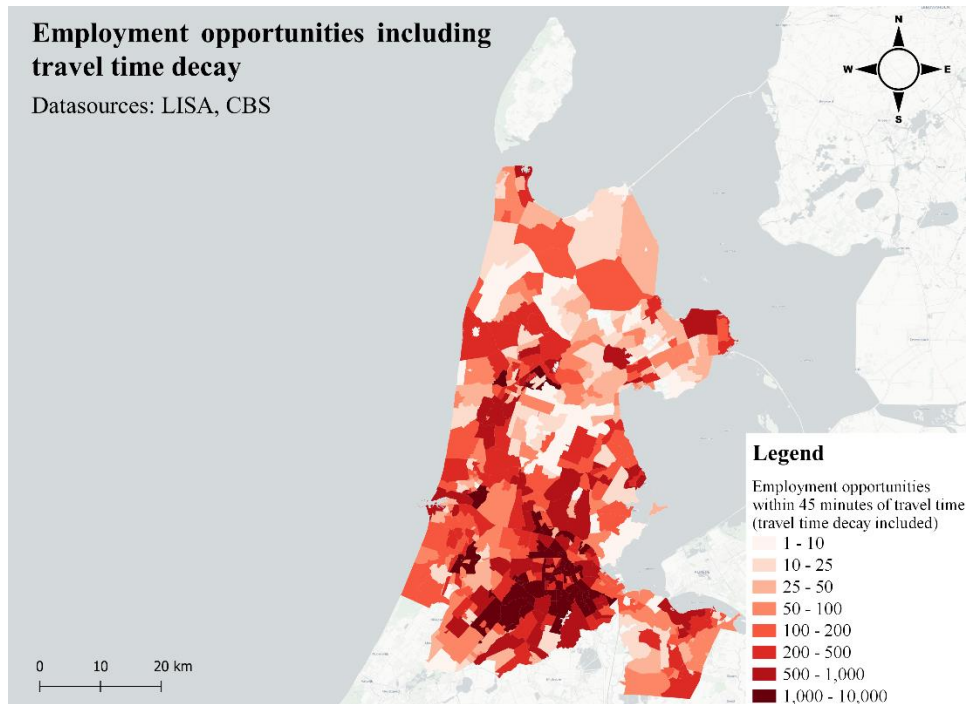 Employment opportunities including
travel time decay
Datasources: LISA, CBS
N
W
E
S
Legend
Employment opportunities
within 45 minutes of travel time
(travel time decay included)
1 - 10
10 - 25
25 - 50
50 - 100
100 - 200
200 - 500
500 - 1,000
1,000 - 10,000
0 10 20 km